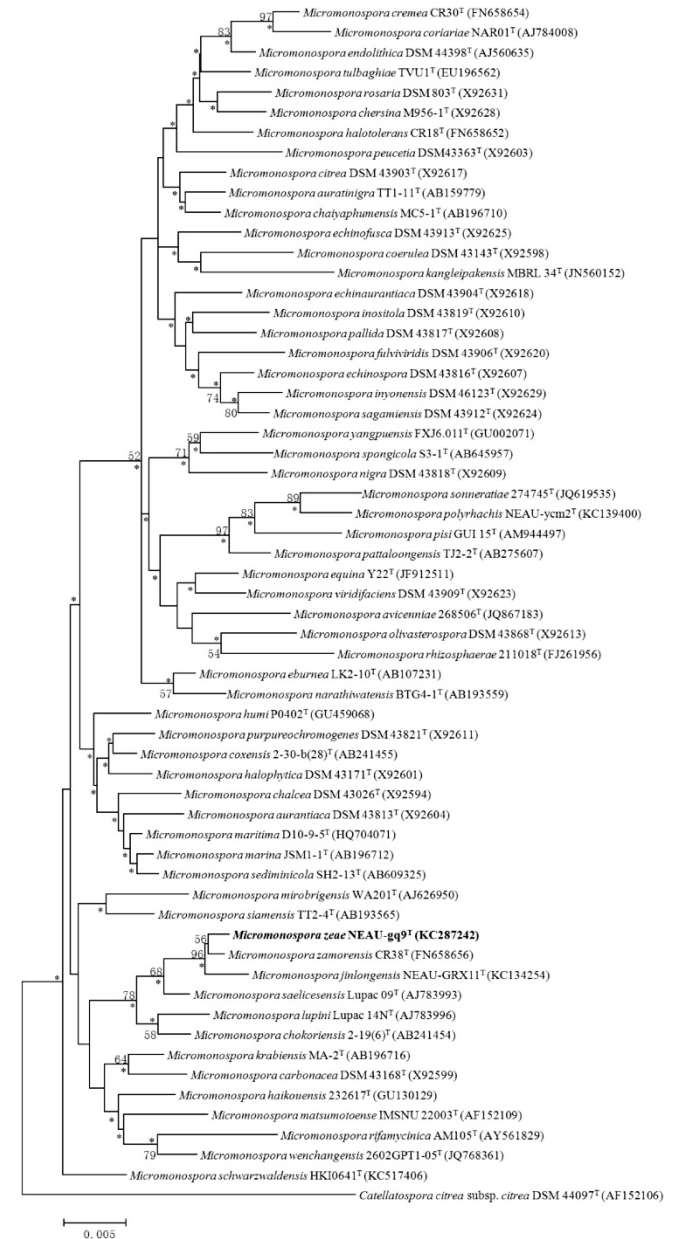 97
Micromonospora cremea CR30ᵀ (FN658654)
*
Micromonospora coriariae NAR01ᵀ (AJ784008)
83
*
Micromonospora endolithica DSM 44398ᵀ (AJ560635)
*
Micromonospora tulbaghiae TVU1ᵀ (EU196562)
Micromonospora rosaria DSM 803ᵀ (X92631)
*
*
Micromonospora chersina M956-1ᵀ (X92628)
*
Micromonospora halotolerans CR18ᵀ (FN658652)
Micromonospora peucetia DSM43363ᵀ (X92603)
Micromonospora citrea DSM 43903ᵀ (X92617)
*
Micromonospora auratinigra TT1-11ᵀ (AB159779)
*
Micromonospora chaiyaphumensis MC5-1ᵀ (AB196710)
Micromonospora echinofusca DSM 43913ᵀ (X92625)
*
Micromonospora coerulea DSM 43143ᵀ (X92598)
*
Micromonospora kangleipakensis MBRL 34ᵀ (JN560152)
Micromonospora echinaurantiaca DSM 43904ᵀ (X92618)
*
*
Micromonospora inositola DSM 43819ᵀ (X92610)
Micromonospora pallida DSM 43817ᵀ (X92608)
*
Micromonospora fulviviridis DSM 43906ᵀ (X92620)
*
Micromonospora echinospora DSM 43816ᵀ (X92607)
74
*
Micromonospora inyonensis DSM 46123ᵀ (X92629)
80
Micromonospora sagamiensis DSM 43912ᵀ (X92624)
59
*
Micromonospora yangpuensis FXJ6.011ᵀ (GU002071)
52
*
71
*
Micromonospora spongicola S3-1ᵀ (AB645957)
Micromonospora nigra DSM 43818ᵀ (X92609)
89
*
Micromonospora sonneratiae 274745ᵀ (JQ619535)
Micromonospora polyrhachis NEAU-ycm2ᵀ (KC139400)
*
83
*
97
*
Micromonospora pisi GUI 15ᵀ (AM944497)
Micromonospora pattaloongensis TJ2-2ᵀ (AB275607)
Micromonospora equina Y22ᵀ (JF912511)
*
Micromonospora viridifaciens DSM 43909ᵀ (X92623)
*
Micromonospora avicenniae 268506ᵀ (JQ867183)
*
Micromonospora olivasterospora DSM 43868ᵀ (X92613)
54
Micromonospora rhizosphaerae 211018ᵀ (FJ261956)
*
Micromonospora eburnea LK2-10ᵀ (AB107231)
57
Micromonospora narathiwatensis BTG4-1ᵀ (AB193559)
Micromonospora humi P0402ᵀ (GU459068)
*
*
Micromonospora purpureochromogenes DSM 43821ᵀ (X92611)
*
Micromonospora coxensis 2-30-b(28)ᵀ (AB241455)
*
Micromonospora halophytica DSM 43171ᵀ (X92601)
Micromonospora chalcea DSM 43026ᵀ (X92594)
*
Micromonospora aurantiaca DSM 43813ᵀ (X92604)
*
Micromonospora maritima D10-9-5ᵀ (HQ704071)
*
Micromonospora marina JSM1-1ᵀ (AB196712)
*
Micromonospora sediminicola SH2-13ᵀ (AB609325)
Micromonospora mirobrigensis WA201ᵀ (AJ626950)
*
Micromonospora siamensis TT2-4ᵀ (AB193565)
56
Micromonospora zeae NEAU-gq9ᵀ (KC287242)
96
*
Micromonospora zamorensis CR38ᵀ (FN658656)
68
*
Micromonospora jinlongensis NEAU-GRX11ᵀ (KC134254)
*
78
*
Micromonospora saelicesensis Lupac 09ᵀ (AJ783993)
*
Micromonospora lupini Lupac 14Nᵀ (AJ783996)
58
Micromonospora chokoriensis 2-19(6)ᵀ (AB241454)
64
*
Micromonospora krabiensis MA-2ᵀ (AB196716)
Micromonospora carbonacea DSM 43168ᵀ (X92599)
Micromonospora haikouensis 232617ᵀ (GU130129)
*
Micromonospora matsumotoense IMSNU 22003ᵀ (AF152109)
*
*
Micromonospora rifamycinica AM105ᵀ (AY561829)
79
Micromonospora wenchangensis 2602GPT1-05ᵀ (JQ768361)
Micromonospora schwarzwaldensis HKI0641ᵀ (KC517406)
Catellatospora citrea subsp. citrea DSM 44097ᵀ (AF152106)
0.005